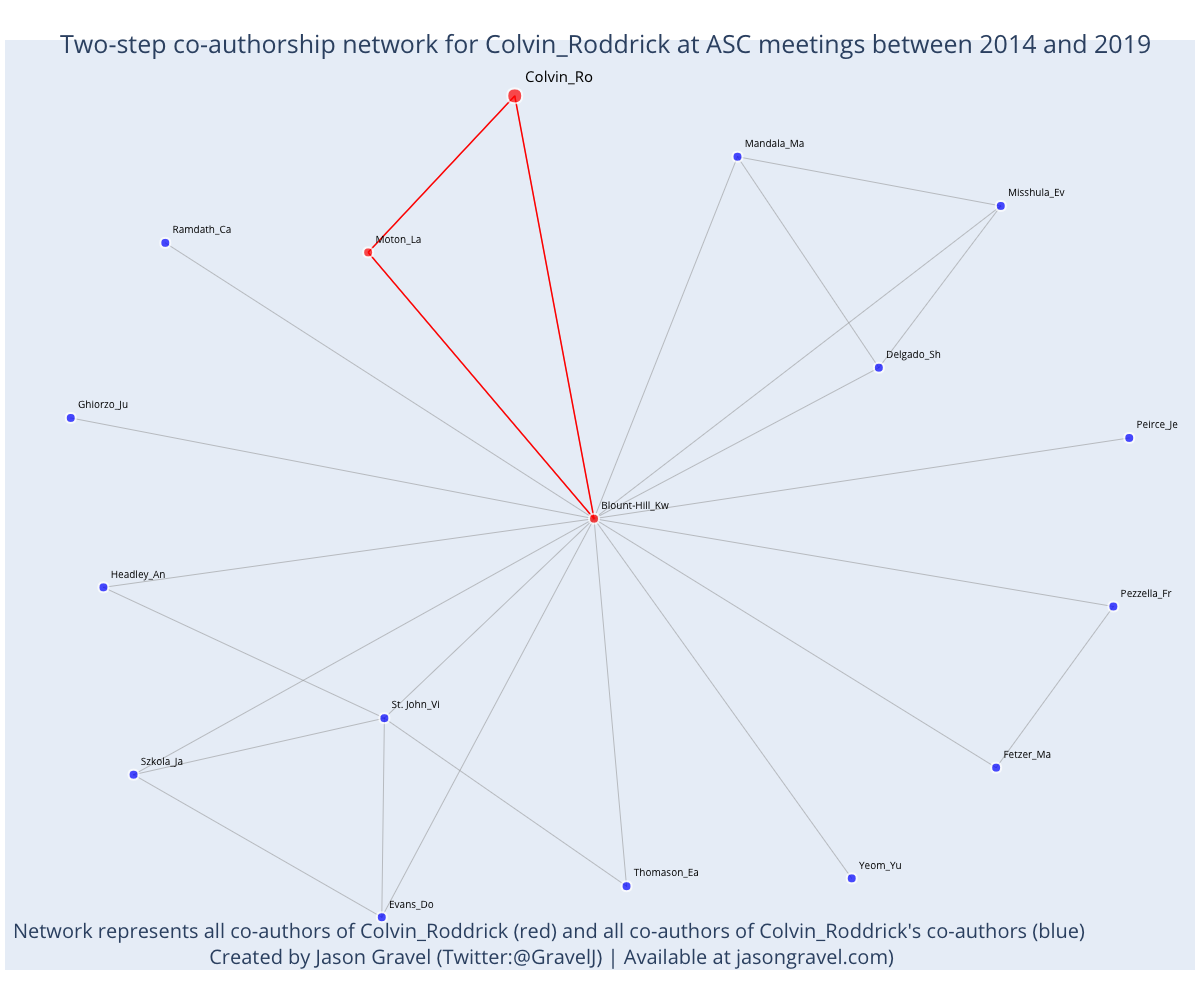 Two-step co-authorship network for Colvin_Roddrick at ASC meetings between 2014 and 2019
Colvin_Ro
Mandala_Ma
Misshula_Ev
Ramdath_Ca
Moton_La
Delgado_Sh
Ghiorzo_Ju
Peirce_Je
Blount-Hill_Kw
Headley_An
Pezzella_Fr
St. John_Vi
Szkola_Ja
Fetzer_Ma
Thomason_Ea
Yeom_Yu
Evans_Do
Network represents all co-authors of Colvin_Roddrick (red) and all co-authors of Colvin_Roddrick's co-authors (blue)
Created by Jason Gravel (Twitter:@GravelJ) | Available at jasongravel.com)